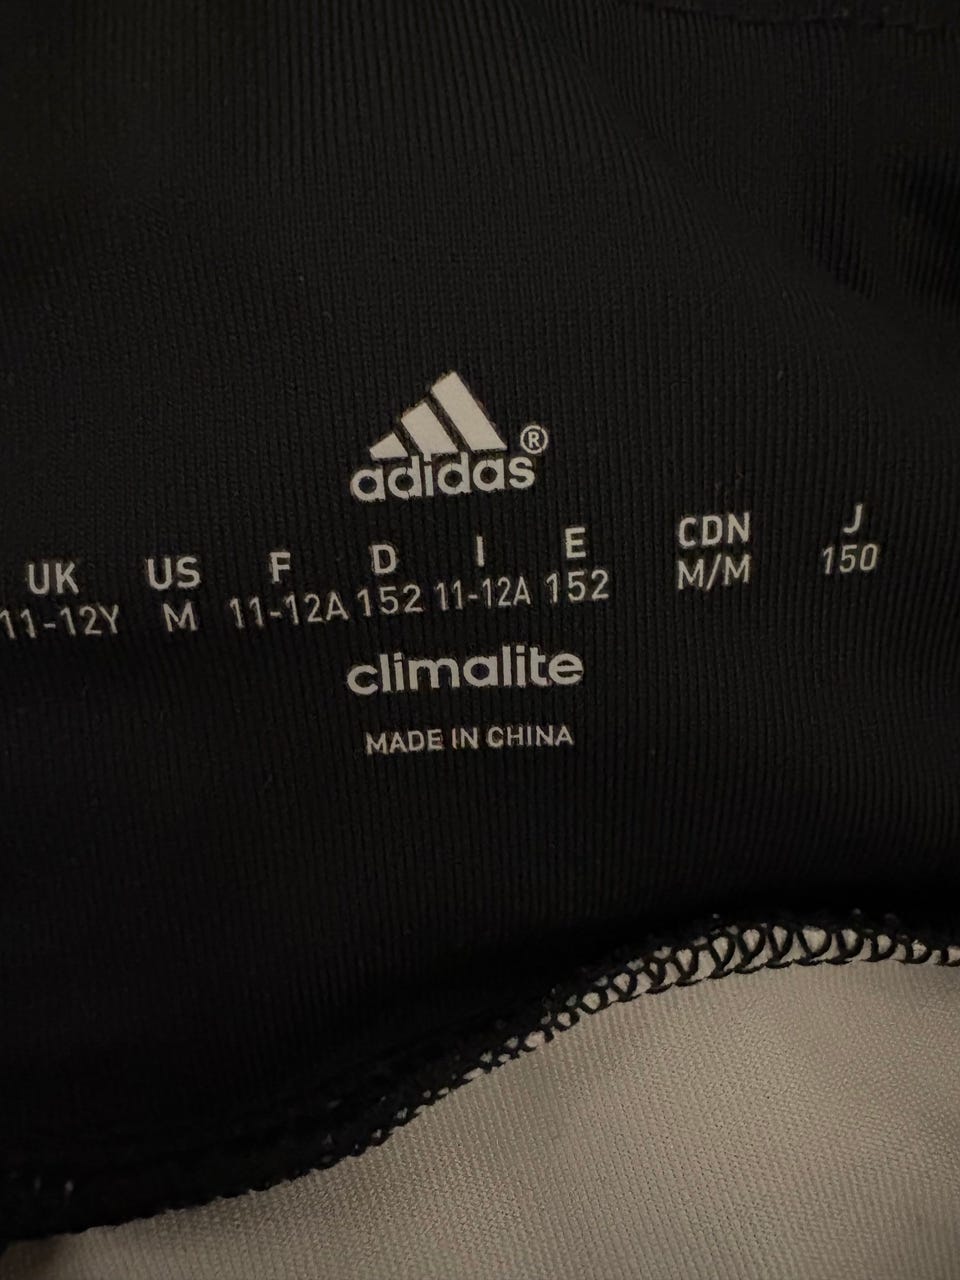 adidas®
UK US F D I E CDN J
11-12Y M 11-12A 152 11-12A 152 M/M 150
climalite
MADE IN CHINA